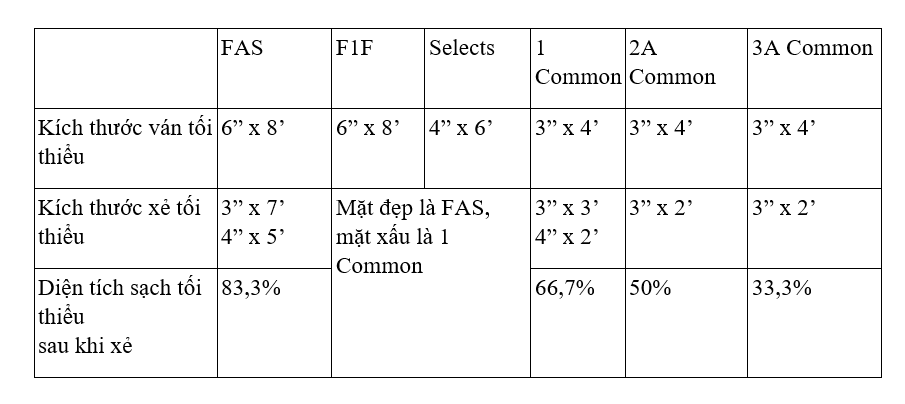 FAS
F1F
Selects
1
Common
2A
Common
3A Common
Kích thước ván tối
thiểu
6” x 8’
6” x 8’
4” x 6’
3” x 4’
3” x 4’
3” x 4’
Kích thước xẻ tối
thiểu
3” x 7’
4” x 5’
Mặt đẹp là FAS,
mặt xấu là 1
Common
3” x 3’
4” x 2’
3” x 2’
3” x 2’
Diện tích sạch tối
thiểu
sau khi xẻ
83,3%
66,7%
50%
33,3%